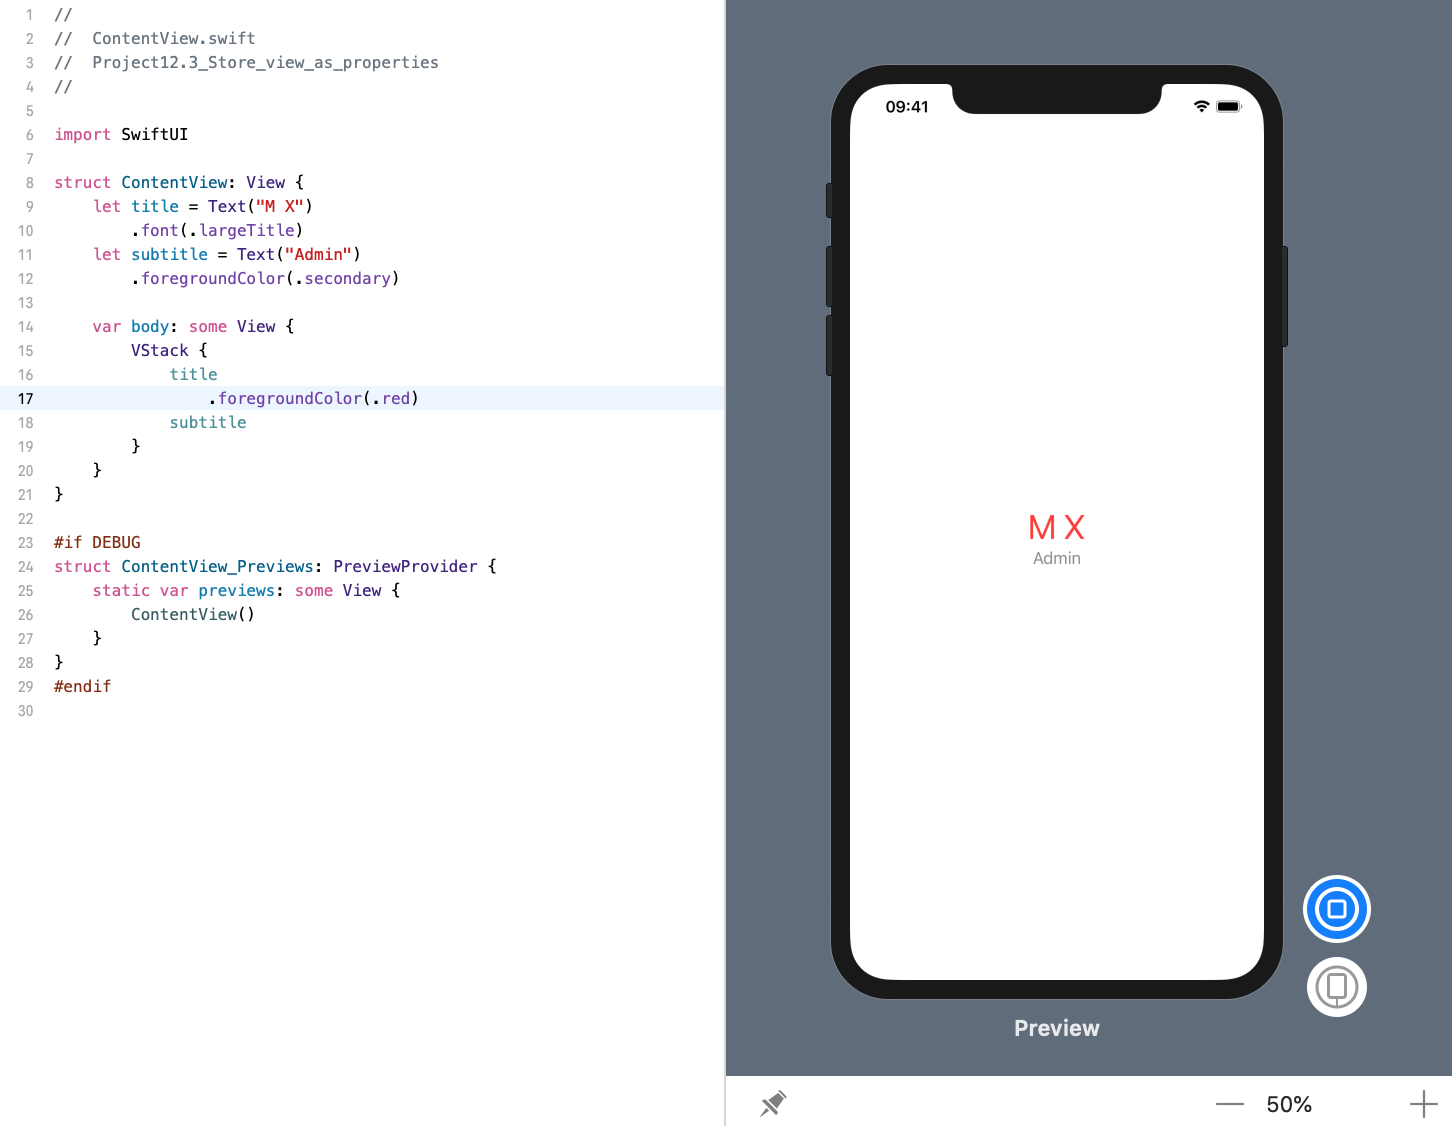 1 //
2 //  ContentView.swift
3 //  Project12.3_Store_view_as_properties
4 //
5
6 import SwiftUI
7
8 struct ContentView: View {
9     let title = Text("M X")
10         .font(.largeTitle)
11     let subtitle = Text("Admin")
12         .foregroundColor(.secondary)
13
14     var body: some View {
15         VStack {
16             title
17                 .foregroundColor(.red)
18             subtitle
19         }
20     }
21 }
22
23 #if DEBUG
24 struct ContentView_Previews: PreviewProvider {
25     static var previews: some View {
26         ContentView()
27     }
28 }
29 #endif
30
09:41
M X
Admin
Preview
50%